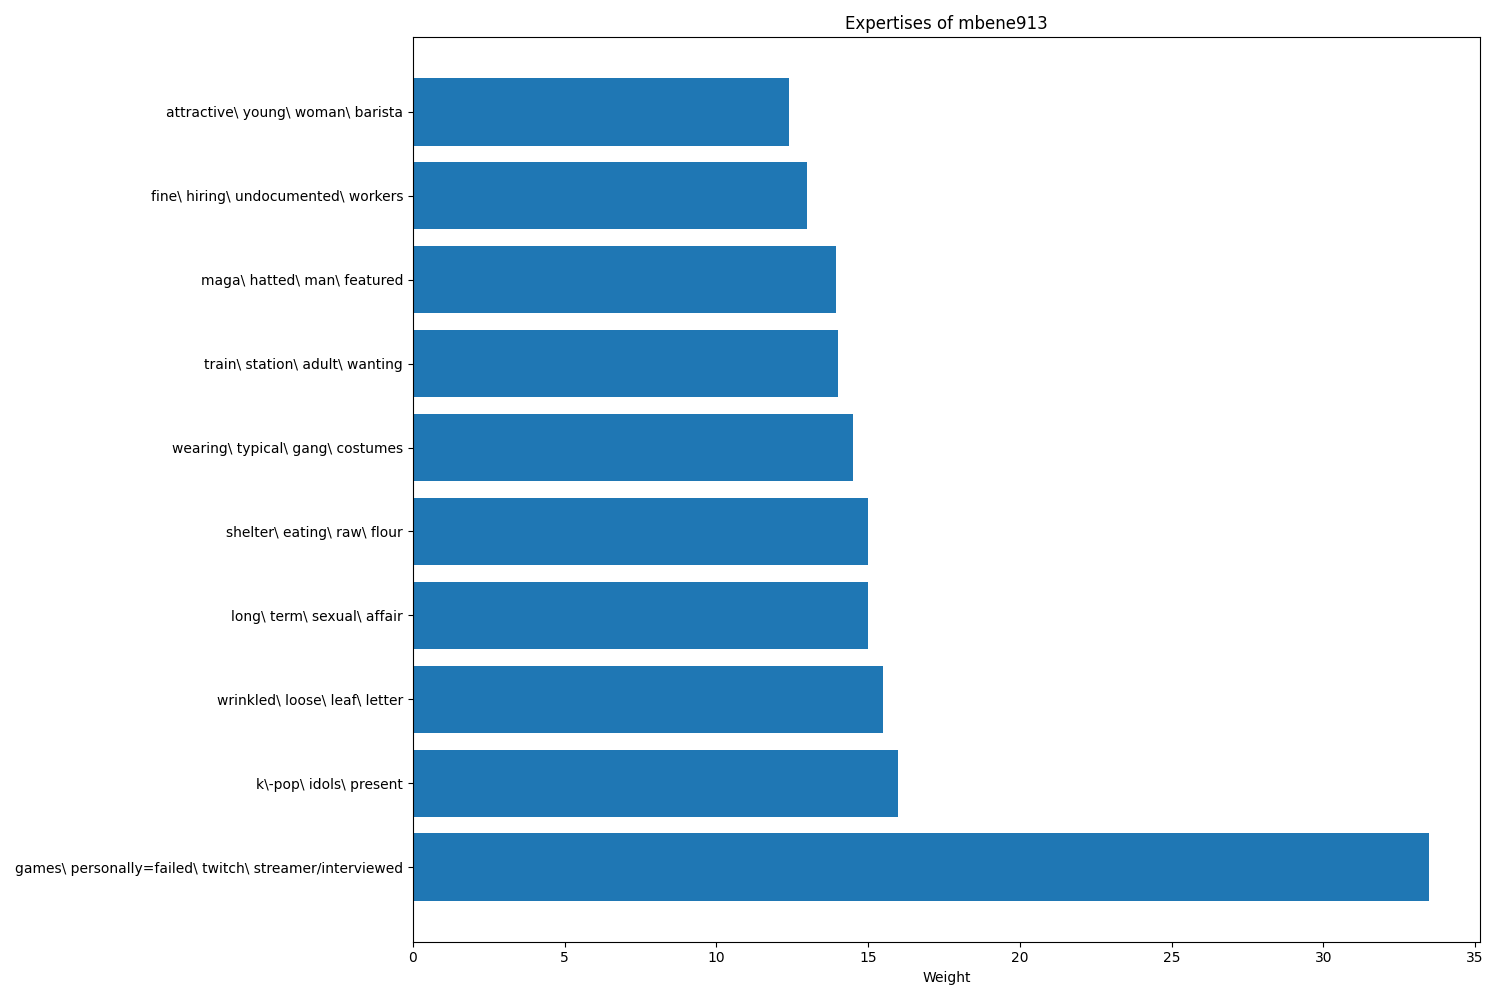 Expertises of mbene913
attractive\ young\ woman\ barista
fine\ hiring\ undocumented\ workers
maga\ hatted\ man\ featured
train\ station\ adult\ wanting
wearing\ typical\ gang\ costumes
shelter\ eating\ raw\ flour
long\ term\ sexual\ affair
wrinkled\ loose\ leaf\ letter
k\-pop\ idols\ present
games\ personally=failed\ twitch\ streamer/interviewed
0 5 10 15 20 25 30 35
Weight